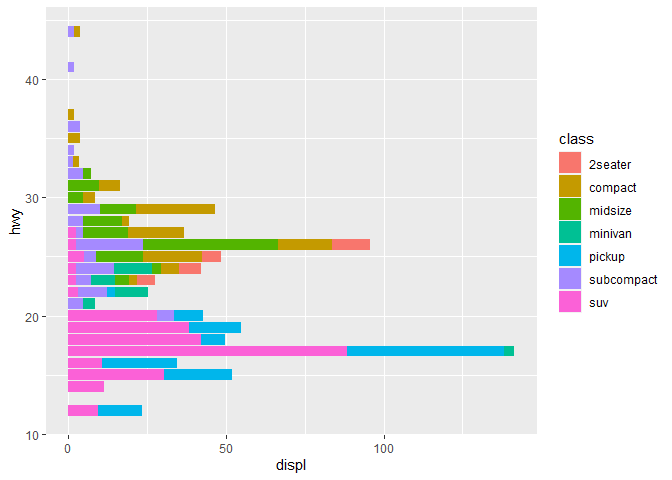 40
30
20
10
hwy
0
50
100
displ
class
2seater
compact
midsize
minivan
pickup
subcompact
suv